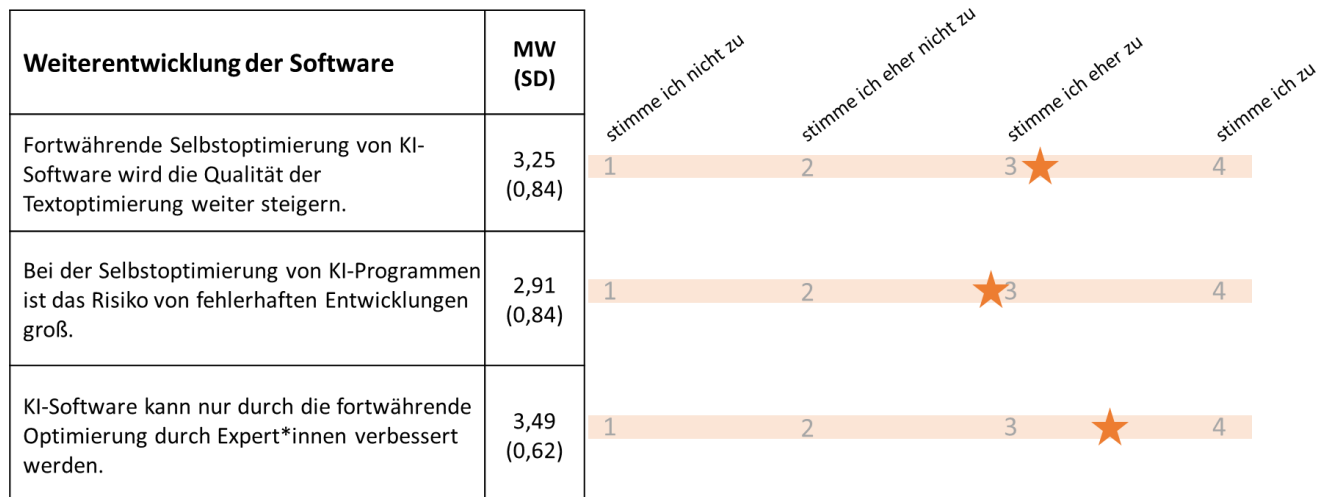 Weiterentwicklung der Software
MW
(SD)
stimme ich nicht zu
stimme ich eher nicht zu
stimme ich eher zu
stimme ich zu
Fortwährende Selbstoptimierung von KI-
Software wird die Qualität der
Textoptimierung weiter steigern.
3,25
(0,84)
1 2 3 4
Bei der Selbstoptimierung von KI-Programmen
ist das Risiko von fehlerhaften Entwicklungen
groß.
2,91
(0,84)
1 2 3 4
KI-Software kann nur durch die fortwährende
Optimierung durch Expert*innen verbessert
werden.
3,49
(0,62)
1 2 3 4